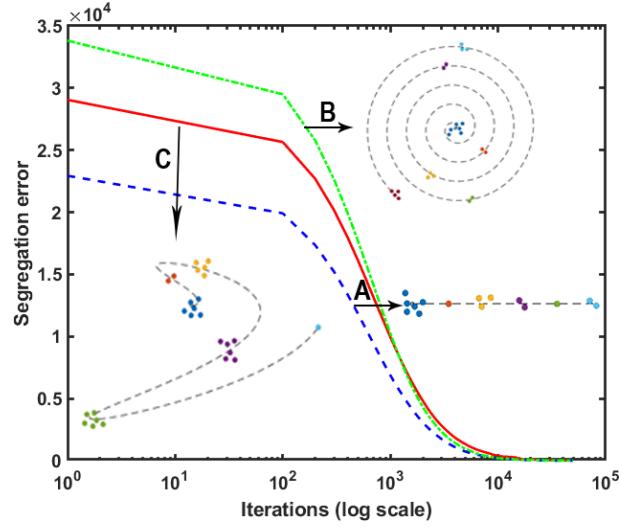 ×10⁴
3.5
3
2.5
2
1.5
1
0.5
0
Segregation error
B
C
A
10⁰ 10¹ 10² 10³ 10⁴ 10⁵
Iterations (log scale)